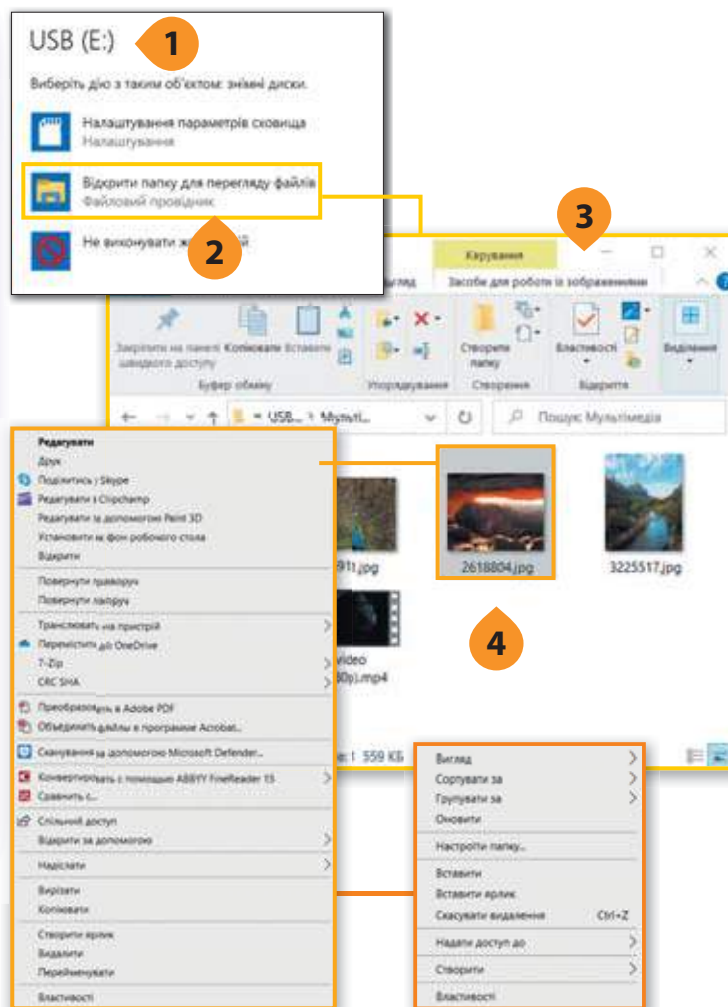 USB (E:)
1
Виберіть дію з таким об'єктом: знімні диски.
Налаштування параметрів сховища
Налаштування
Відкрити папку для перегляду файлів
Файловий провідник
2
Не виконувати
3
Керування
Засоби для роботи із зображеннями
Закріпити на панелі швидкого доступу
Копіювати
Вставити
Створити папку
Властивості
Виділення
Буфер обміну
Упорядкування
Створення
Відкрити
USB... Мульті...
Пошук: Мультимедіа
2618804.jpg
3225517.jpg
4
video
.mp4
559 КБ
Редагувати
Друк
Поділитись у Skype
Редагувати з Clipchamp
Редагувати за допомогою Paint 3D
Установити як фон робочого стола
Відкрити
Повернути праворуч
Повернути ліворуч
Транслювать на пристрій
Перемістити до OneDrive
7-Zip
CRC SHA
Преобразовать в Adobe PDF
Объединить файлы в программе Acrobat...
Сканування за допомогою Microsoft Defender...
Конвертировать с помощью ABBYY FineReader 15
Сравнить с...
Спільний доступ
Відкрити за допомогою
Надіслати
Вирізати
Копіювати
Створити ярлик
Видалити
Перейменувати
Властивості
Вигляд
Сортувати за
Групувати за
Оновити
Настроїти папку...
Вставити
Вставити ярлик
Скасувати видалення Ctrl+Z
Надати доступ до
Створити
Властивості